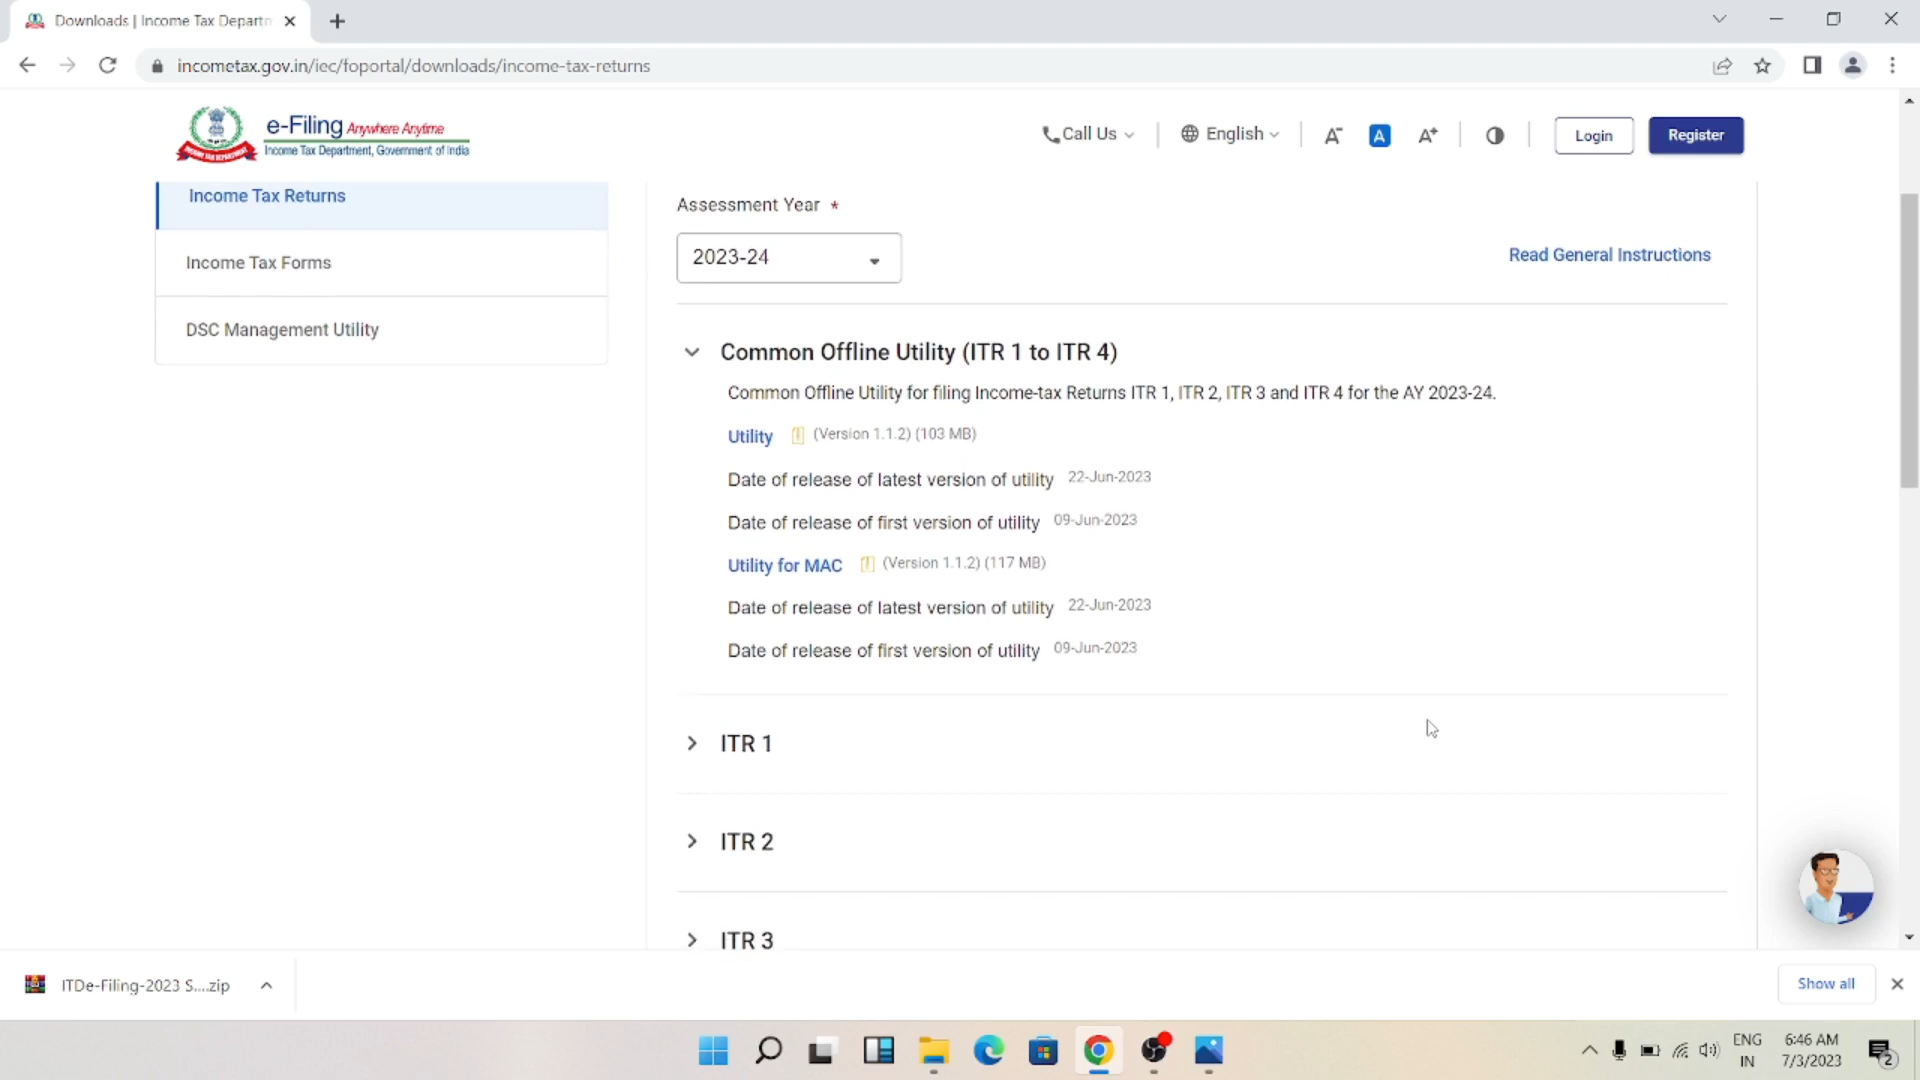 Downloads | Income Tax Departm
incometax.gov.in/iec/foportal/downloads/income-tax-returns
e-Filing Anywhere Anytime
Income Tax Department, Government of India
Call Us
English
A-
A
A+
Login
Register
Income Tax Returns
Income Tax Forms
DSC Management Utility
Assessment Year *
2023-24
Read General Instructions
Common Offline Utility (ITR 1 to ITR 4)
Common Offline Utility for filing Income-tax Returns ITR 1, ITR 2, ITR 3 and ITR 4 for the AY 2023-24.
Utility (Version 1.1.2) (103 MB)
Date of release of latest version of utility 22-Jun-2023
Date of release of first version of utility 09-Jun-2023
Utility for MAC (Version 1.1.2) (117 MB)
Date of release of latest version of utility 22-Jun-2023
Date of release of first version of utility 09-Jun-2023
ITR 1
ITR 2
ITR 3
ITDe-Filing-2023 S....zip
Show all
ENG
IN
6:46 AM
7/3/2023
2